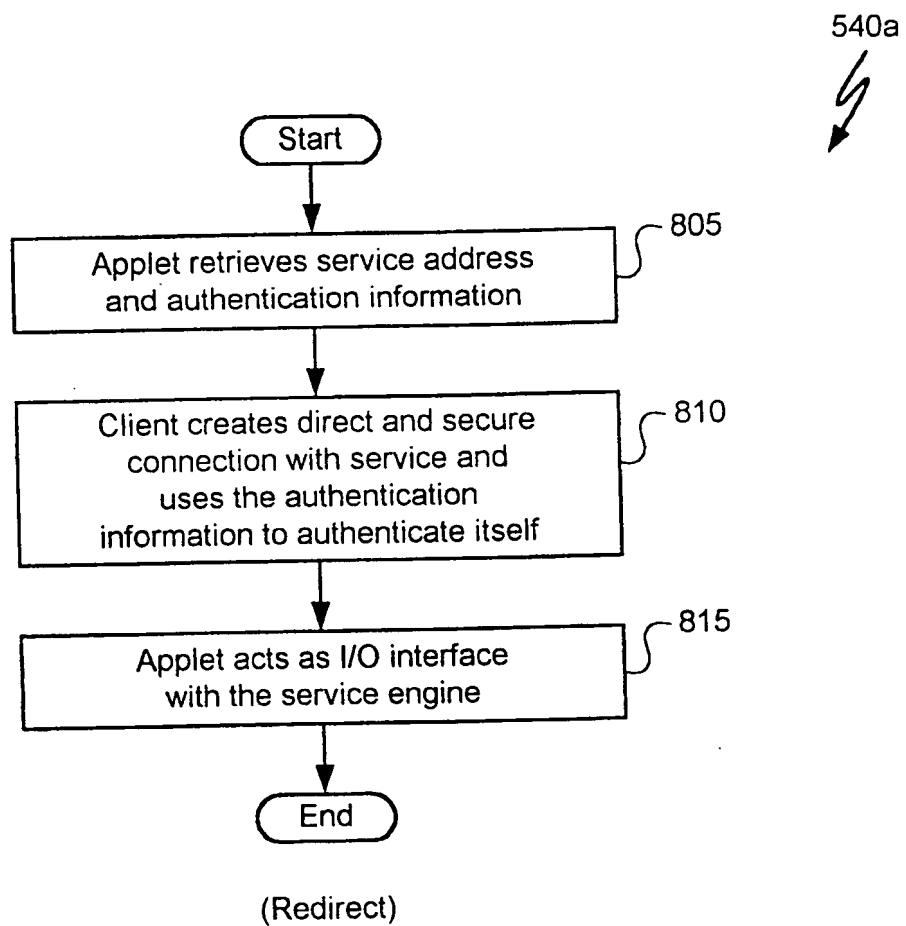 540a
Start
805
Applet retrieves service address
and authentication information
810
Client creates direct and secure
connection with service and
uses the authentication
information to authenticate itself
815
Applet acts as I/O interface
with the service engine
End
(Redirect)